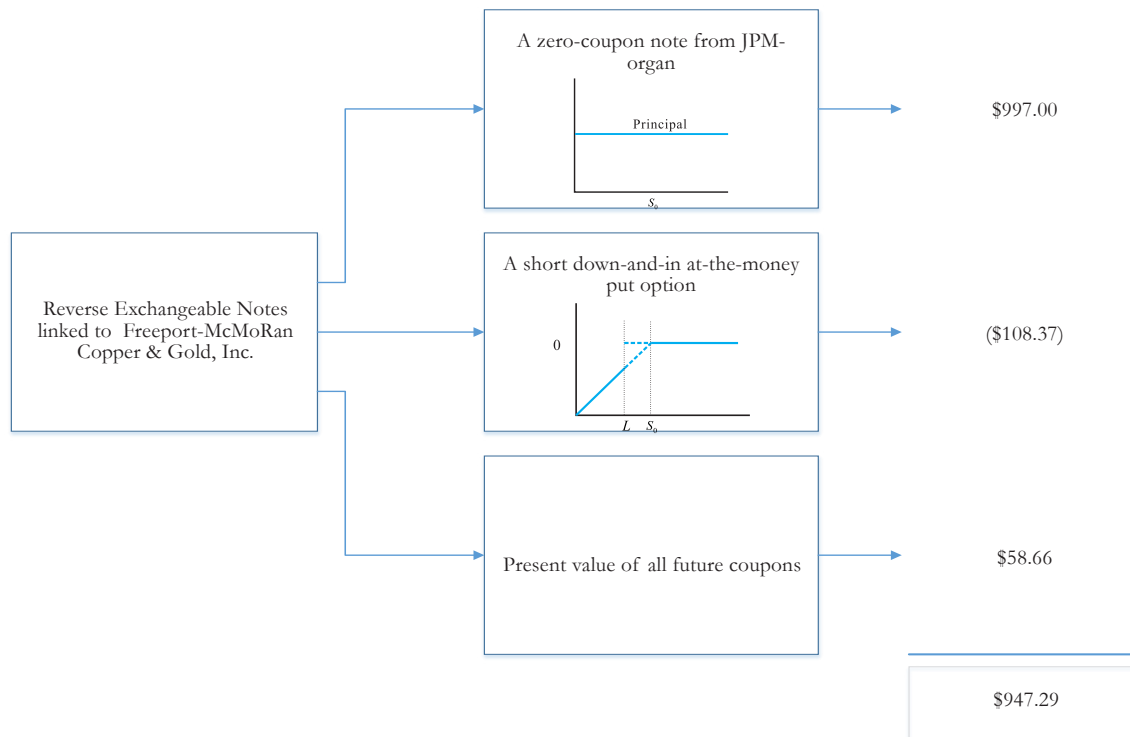 Reverse Exchangeable Notes
linked to Freeport-McMoRan
Copper & Gold, Inc.
A zero-coupon note from JPM-
organ
Principal
S₀
$997.00
A short down-and-in at-the-money
put option
0
L S₀
($108.37)
Present value of all future coupons
$58.66
$947.29